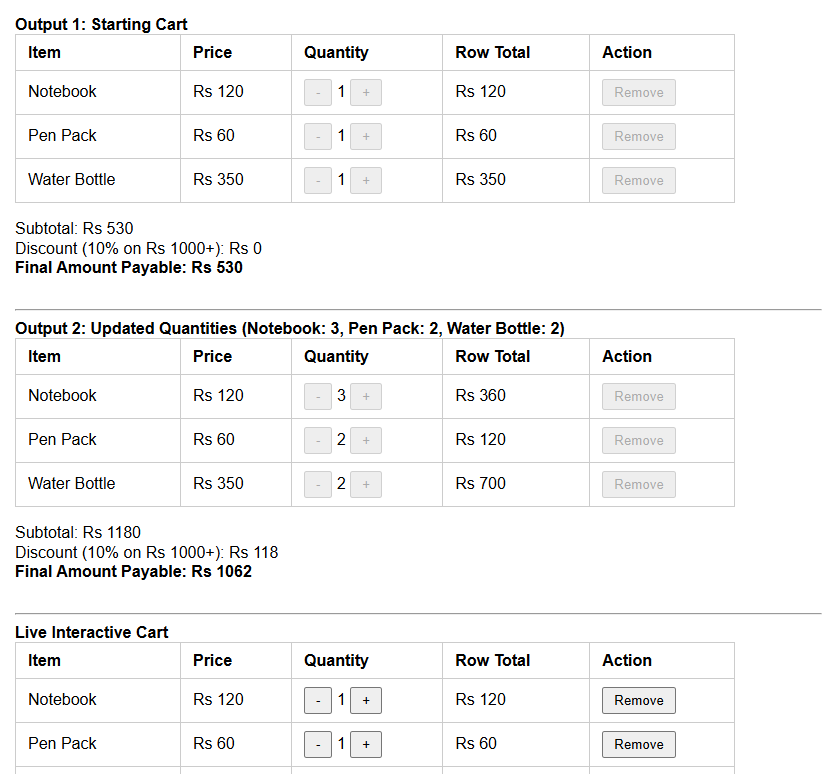 Output 1: Starting Cart
Item Price Quantity Row Total Action
Notebook Rs 120 - 1 + Rs 120 Remove
Pen Pack Rs 60 - 1 + Rs 60 Remove
Water Bottle Rs 350 - 1 + Rs 350 Remove
Subtotal: Rs 530
Discount (10% on Rs 1000+): Rs 0
Final Amount Payable: Rs 530
Output 2: Updated Quantities (Notebook: 3, Pen Pack: 2, Water Bottle: 2)
Item Price Quantity Row Total Action
Notebook Rs 120 - 3 + Rs 360 Remove
Pen Pack Rs 60 - 2 + Rs 120 Remove
Water Bottle Rs 350 - 2 + Rs 700 Remove
Subtotal: Rs 1180
Discount (10% on Rs 1000+): Rs 118
Final Amount Payable: Rs 1062
Live Interactive Cart
Item Price Quantity Row Total Action
Notebook Rs 120 - 1 + Rs 120 Remove
Pen Pack Rs 60 - 1 + Rs 60 Remove